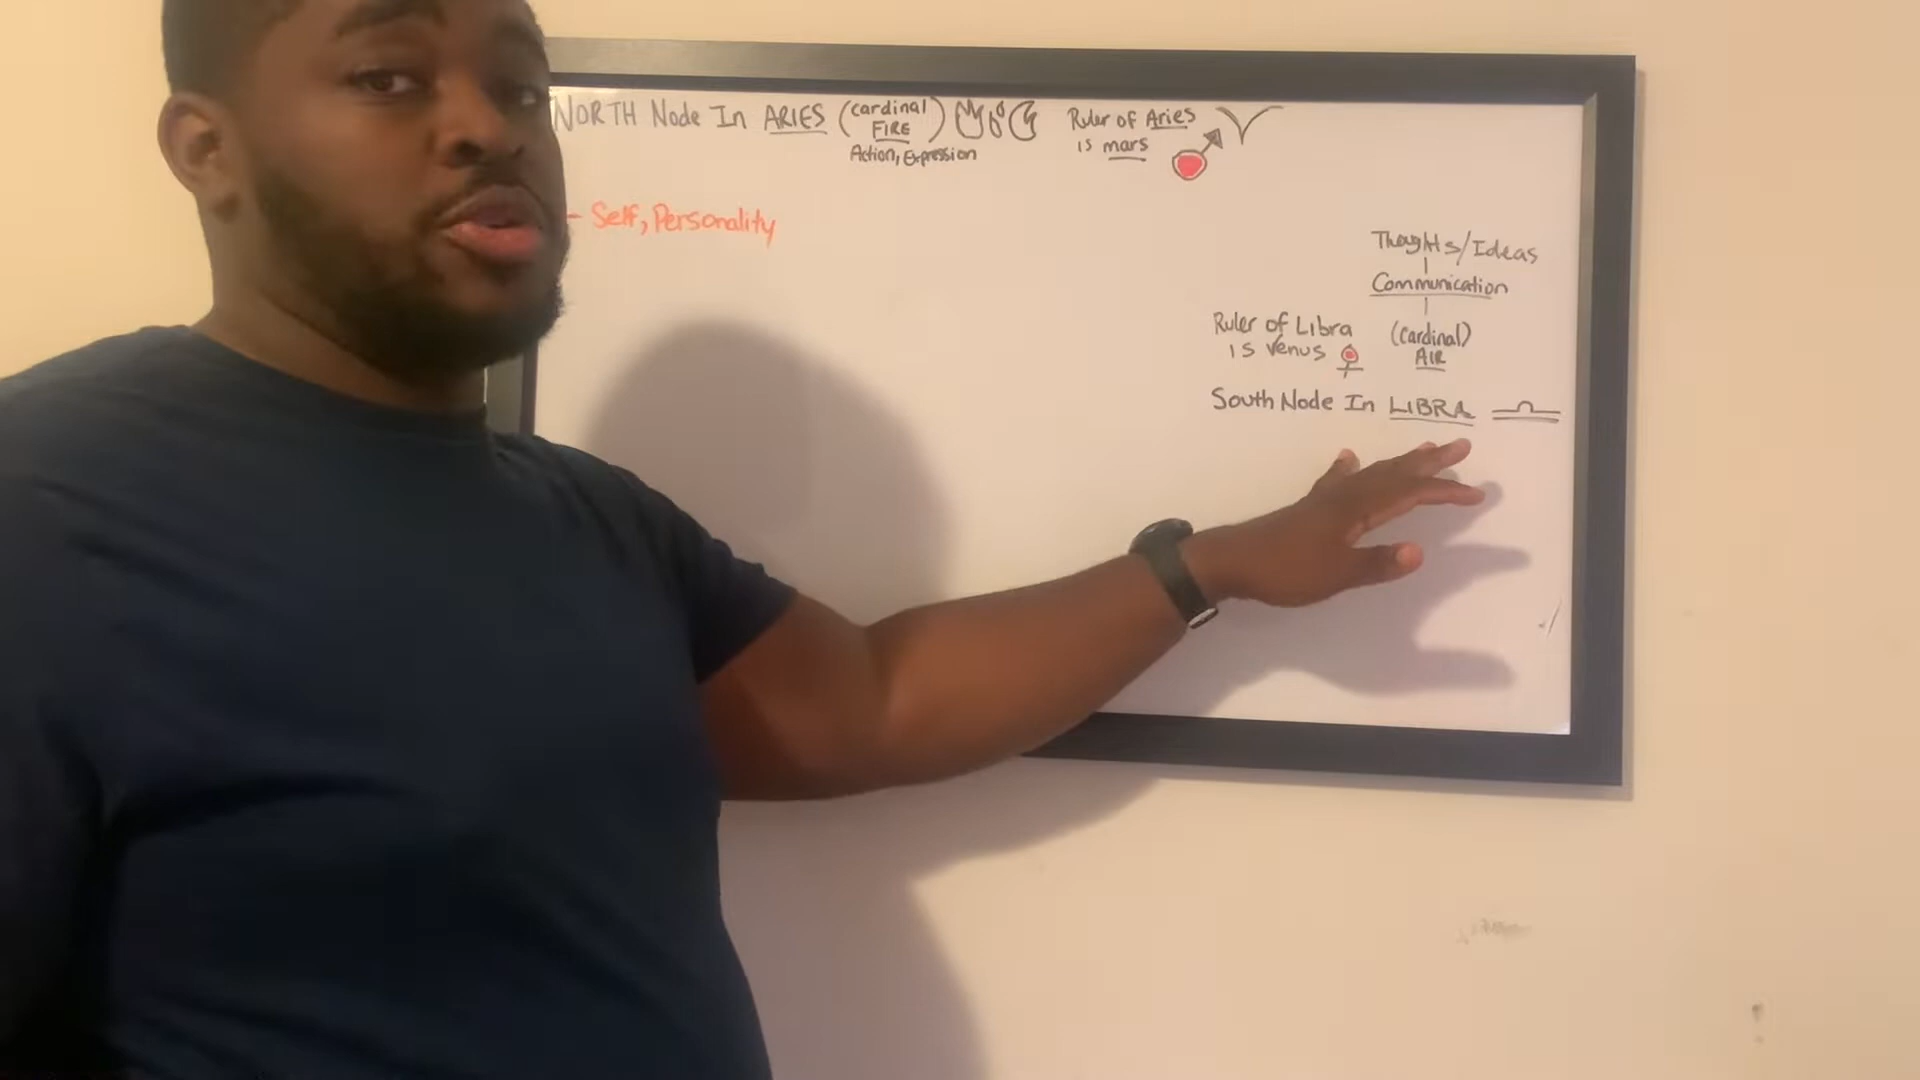 NORTH Node In ARIES (cardinal FIRE)
Action, Expression
Ruler of Aries
is mars
- Self, Personality
Thoughts/Ideas
Communication
(cardinal)
AIR
Ruler of Libra
is Venus
South Node In LIBRA